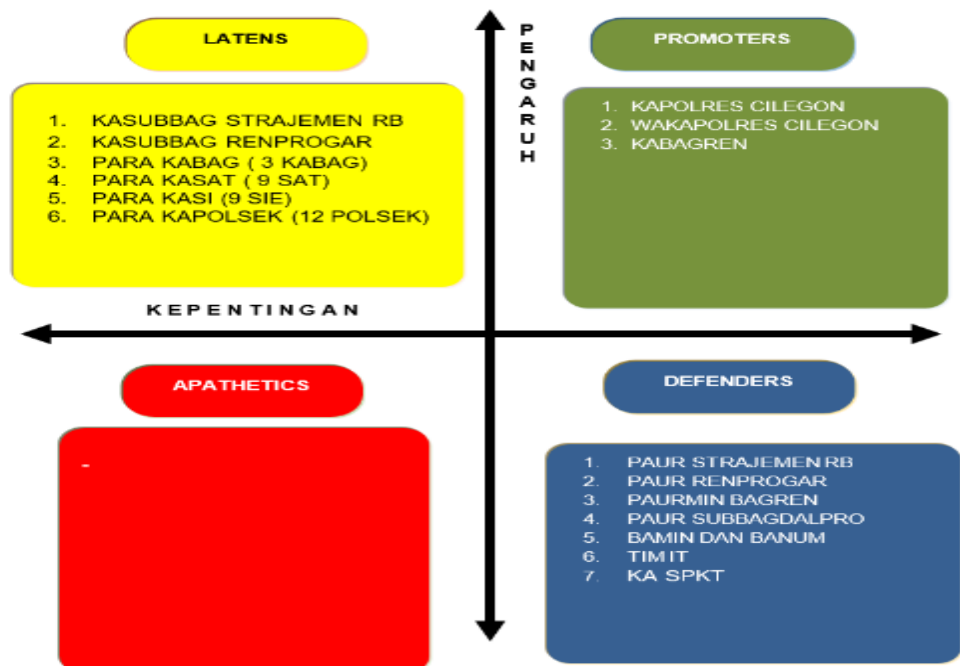 LATENS
1. KASUBBAG STRAJEMEN RB
2. KASUBBAG RENPROGAR
3. PARA KABAG ( 3 KABAG)
4. PARA KASAT ( 9 SAT)
5. PARA KASI (9 SIE)
6. PARA KAPOLSEK (12 POLSEK)
PENGARUH
PROMOTERS
1. KAPOLRES CILEGON
2. WAKAPOLRES CILEGON
3. KABAGREN
KEPENTINGAN
APATHETICS
-
DEFENDERS
1. PAUR STRAJEMEN RB
2. PAUR RENPROGAR
3. PAURMIN BAGREN
4. PAUR SUBBAGDALPRO
5. BAMIN DAN BANUM
6. TIM IT
7. KA SPKT